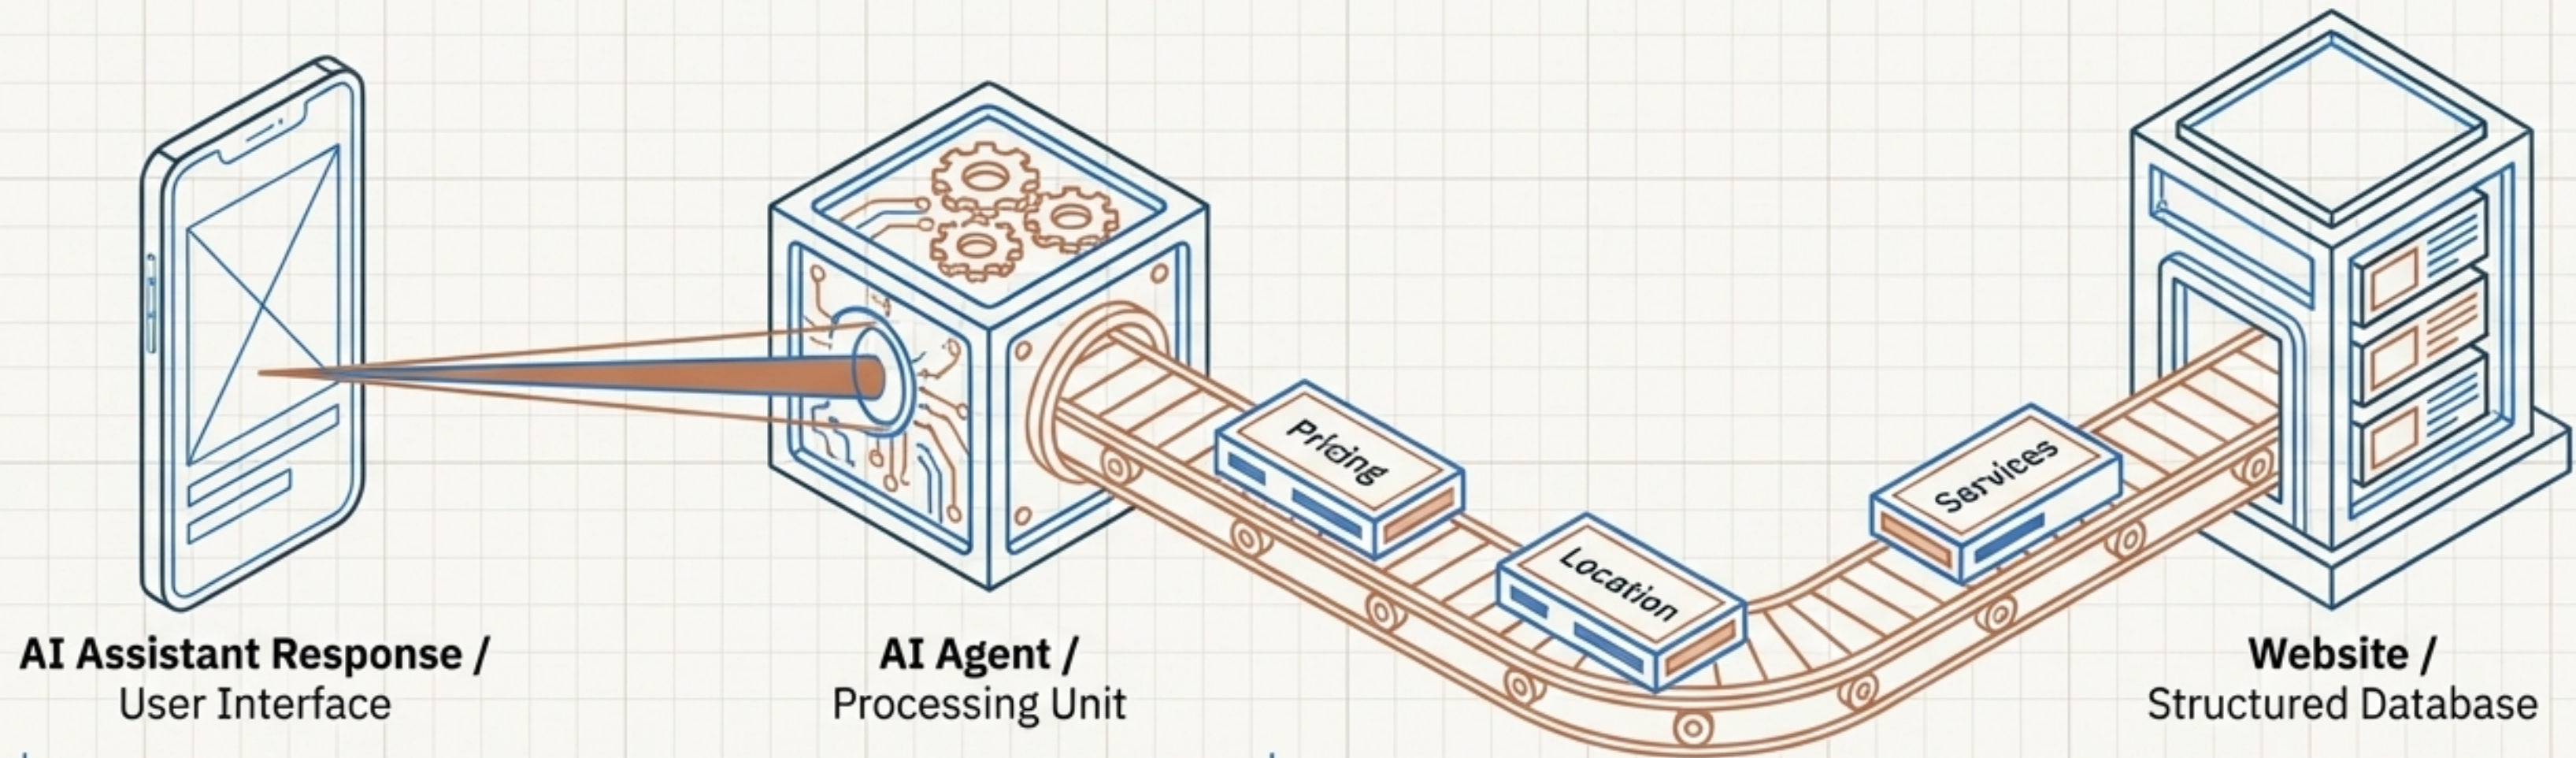 Pricing
Location
Services
AI Assistant Response /
User Interface
AI Agent /
Processing Unit
Website /
Structured Database